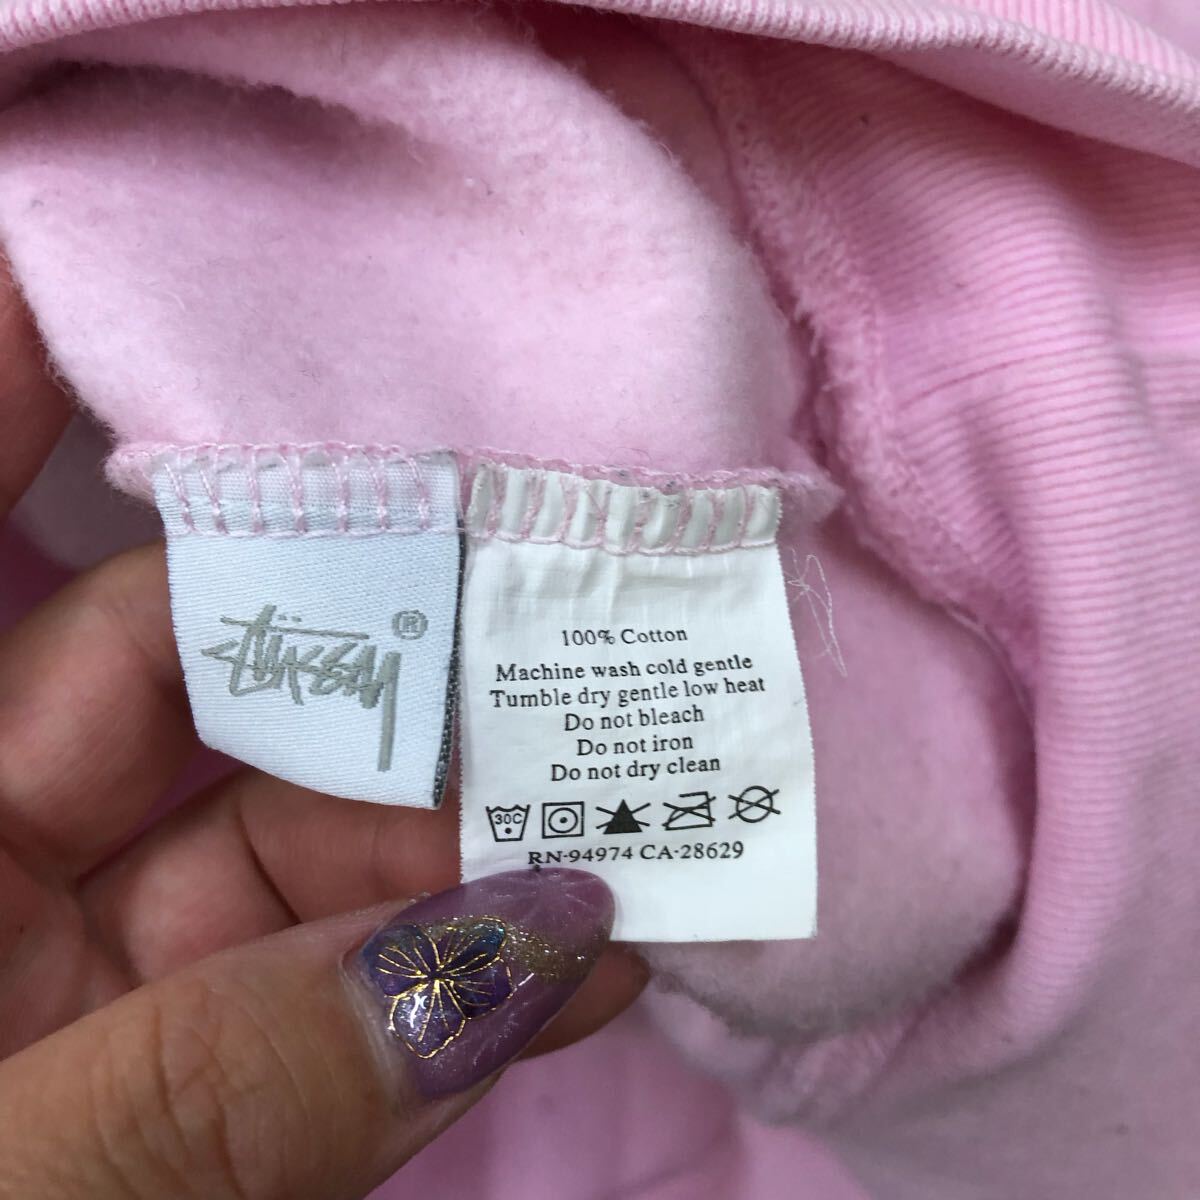 Stüssy ®
100% Cotton
Machine wash cold gentle
Tumble dry gentle low heat
Do not bleach
Do not iron
Do not dry clean
30C
RN-94974 CA-28629